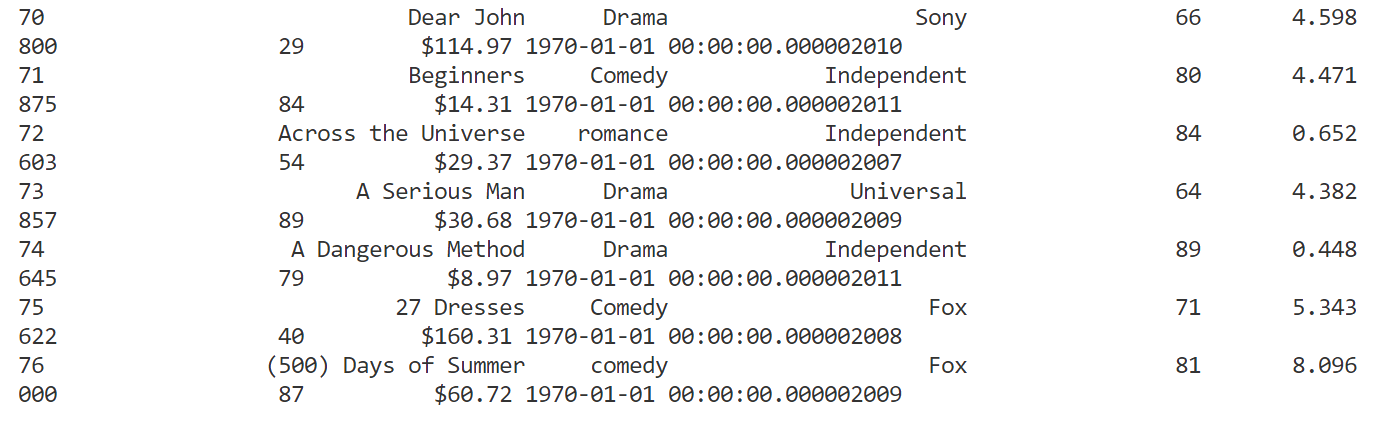 70 Dear John Drama Sony 66 4.598
800 29 $114.97 1970-01-01 00:00:00.000002010
71 Beginners Comedy Independent 80 4.471
875 84 $14.31 1970-01-01 00:00:00.000002011
72 Across the Universe romance Independent 84 0.652
603 54 $29.37 1970-01-01 00:00:00.000002007
73 A Serious Man Drama Universal 64 4.382
857 89 $30.68 1970-01-01 00:00:00.000002009
74 A Dangerous Method Drama Independent 89 0.448
645 79 $8.97 1970-01-01 00:00:00.000002011
75 27 Dresses Comedy Fox 71 5.343
622 40 $160.31 1970-01-01 00:00:00.000002008
76 (500) Days of Summer comedy Fox 81 8.096
000 87 $60.72 1970-01-01 00:00:00.000002009